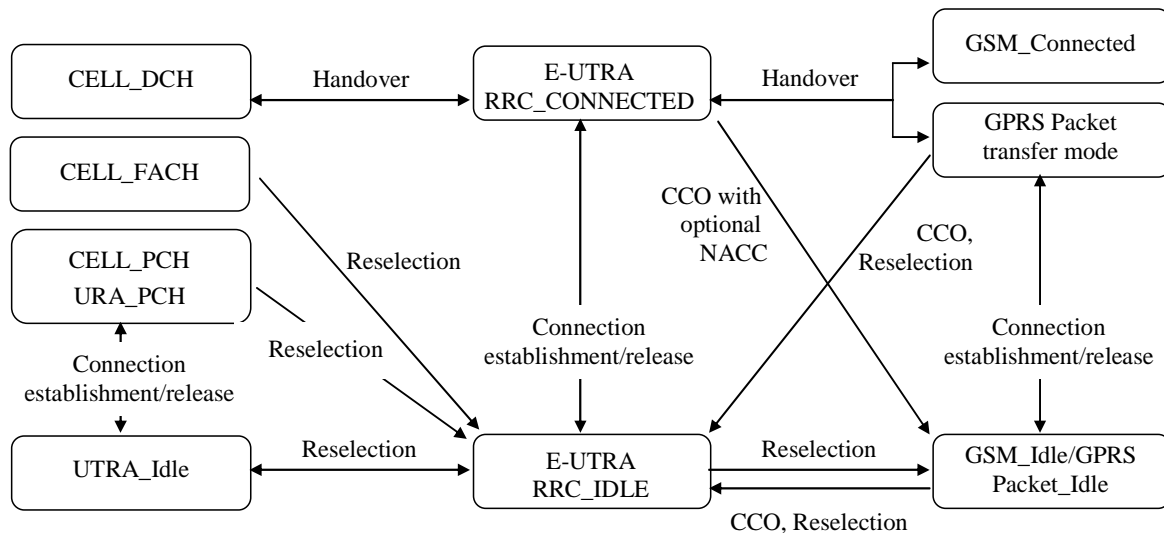 GSM_Connected
CELL_DCH
Handover
E-UTRA
RRC_CONNECTED
Handover
GPRS Packet
transfer mode
CELL_FACH
CCO with
optional
NACC
CCO,
Reselection
CELL_PCH
URA_PCH
Reselection
Reselection
Connection
establishment/release
Connection
establishment/release
Connection
establishment/release
UTRA_Idle
Reselection
E-UTRA
RRC_IDLE
Reselection
GSM_Idle/GPRS
Packet_Idle
CCO, Reselection